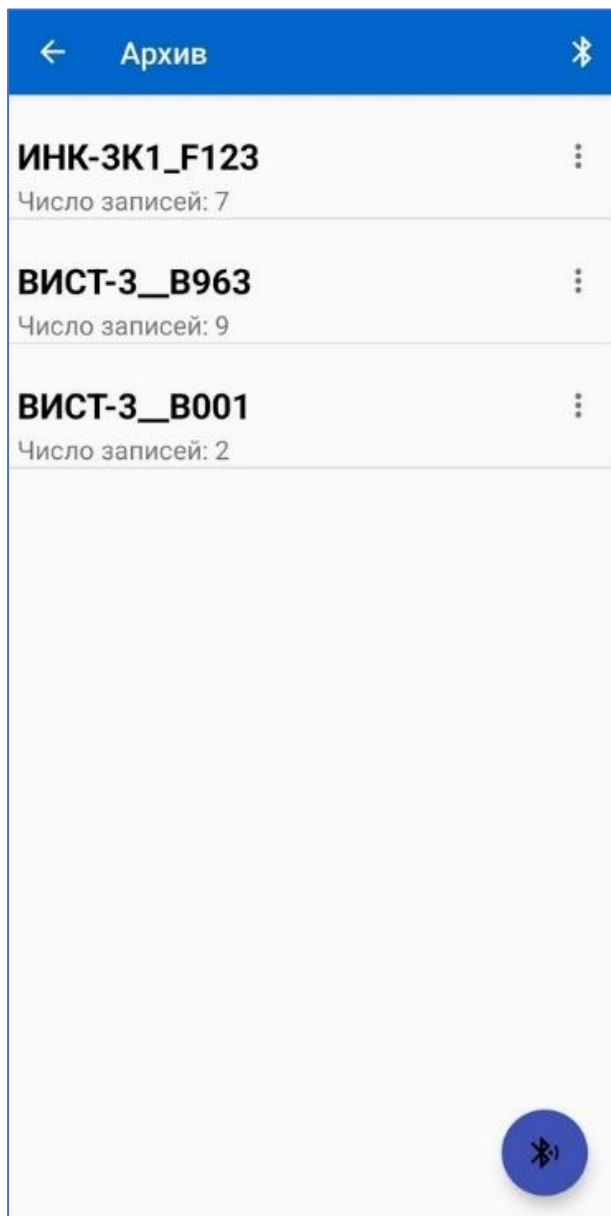 Архив
ИНК-3К1_F123
Число записей: 7
ВИСТ-3__B963
Число записей: 9
ВИСТ-3__B001
Число записей: 2